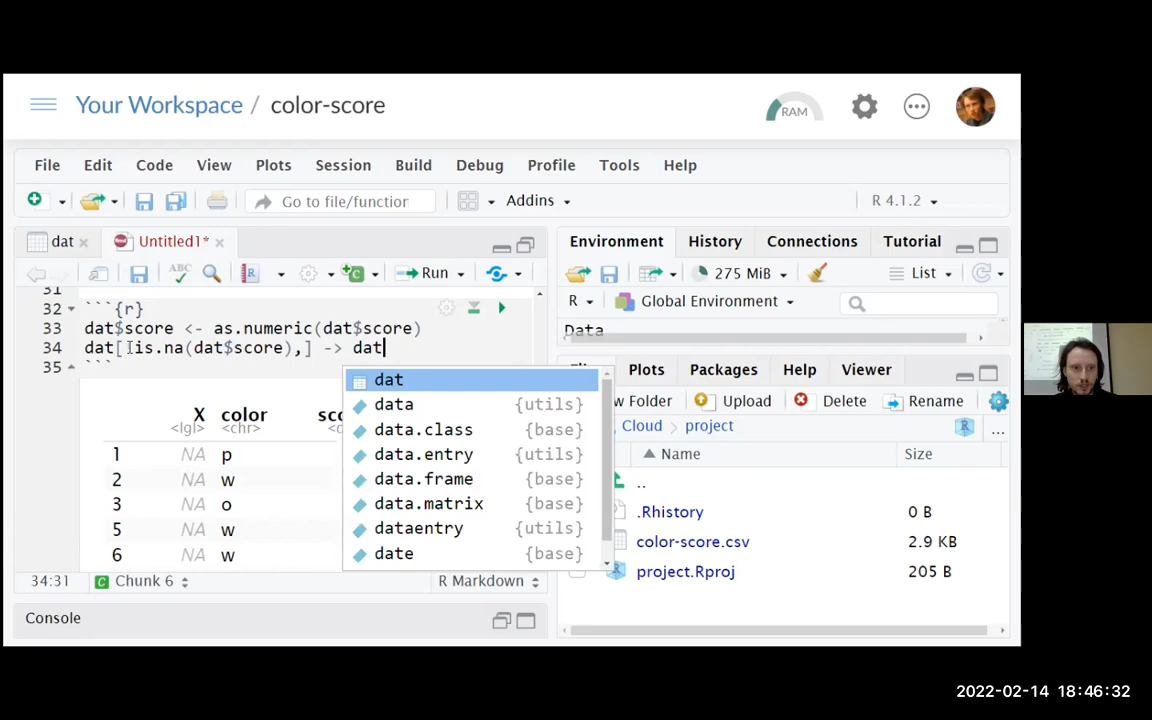 Your Workspace / color-score
RAM
File Edit Code View Plots Session Build Debug Profile Tools Help
Go to file/function
Addins
R 4.1.2
dat
Untitled1*
Environment History Connections Tutorial
ABC
Run
275 MiB
List
31
32 ```{r}
R
Global Environment
33 dat$score <- as.numeric(dat$score)
Data
34 dat[!is.na(dat$score),] -> dat
35 ```
Plots Packages Help Viewer
dat
data {utils}
data.class {base}
data.entry {utils}
data.frame {base}
data.matrix {base}
dataentry {utils}
date {base}
w Folder Upload Delete Rename
X color
<lgl> <chr>
Cloud project
...
1 NA p
Name Size
2 NA w
..
3 NA o
.Rhistory 0 B
5 NA w
color-score.csv 2.9 KB
6 NA w
project.Rproj 205 B
34:31 Chunk 6 R Markdown
Console
2022-02-14 18:46:32